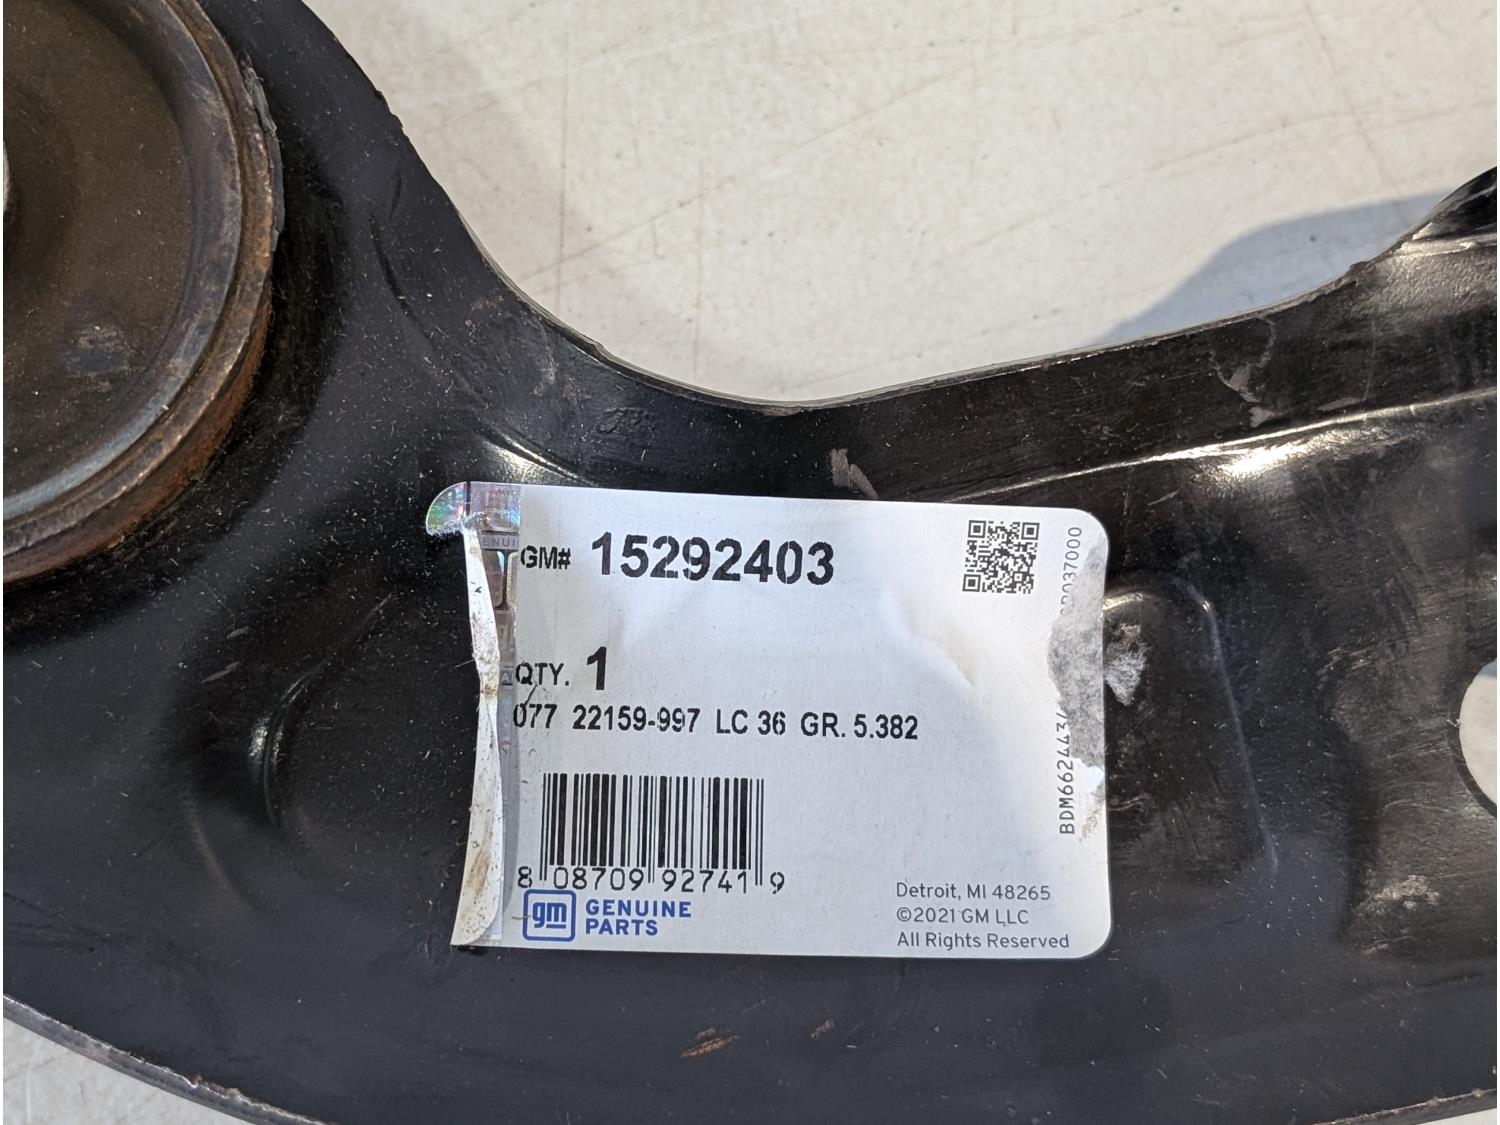 GM# 15292403
QTY. 1
077 22159-997 LC 36 GR. 5.382
8 08709 92741 9
gm GENUINE
PARTS
Detroit, MI 48265
©2021 GM LLC
All Rights Reserved